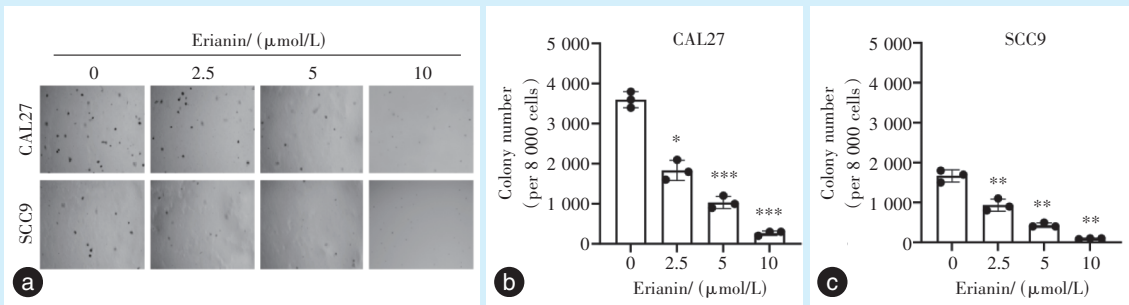 Erianin/ (μmol/L)
0 2.5 5 10
CAL27
SCC9
a
CAL27
Colony number
(per 8 000 cells)
5 000
4 000
3 000
2 000
1 000
0
*
***
***
0 2.5 5 10
Erianin/ (μmol/L)
b
SCC9
Colony number
(per 8 000 cells)
5 000
4 000
3 000
2 000
1 000
0
**
**
**
0 2.5 5 10
Erianin/ (μmol/L)
c